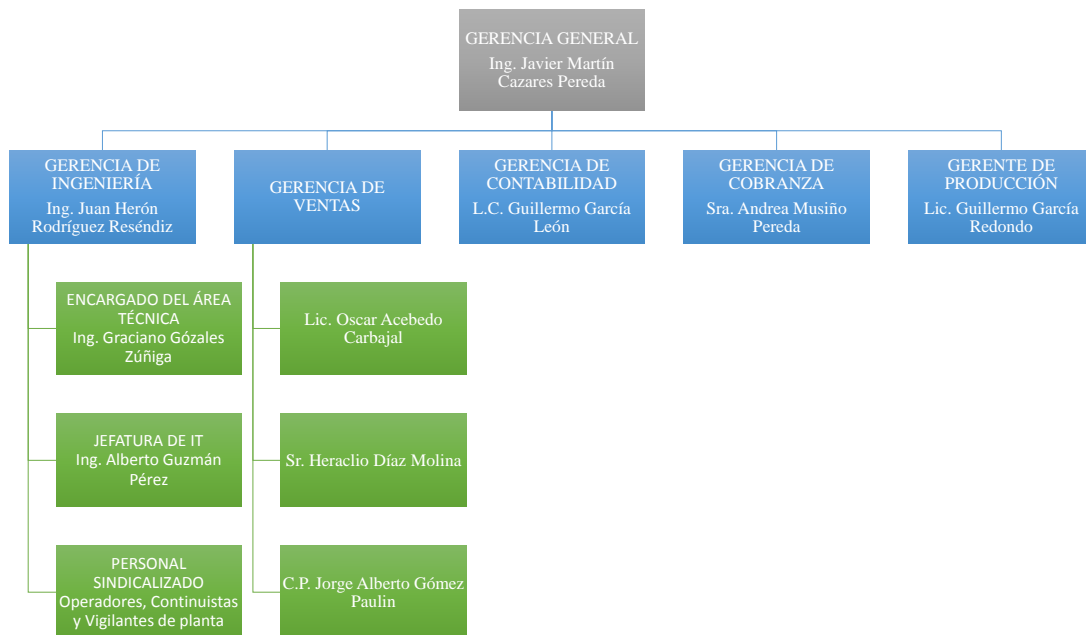 GERENCIA GENERAL
Ing. Javier Martín
Cazares Pereda
GERENCIA DE
INGENIERÍA
Ing. Juan Herón
Rodríguez Reséndiz
GERENCIA DE
VENTAS
GERENCIA DE
CONTABILIDAD
L.C. Guillermo García
León
GERENCIA DE
COBRANZA
Sra. Andrea Musiño
Pereda
GERENTE DE
PRODUCCIÓN
Lic. Guillermo García
Redondo
ENCARGADO DEL ÁREA
TÉCNICA
Ing. Graciano Gózales
Zúñiga
JEFATURA DE IT
Ing. Alberto Guzmán
Pérez
PERSONAL
SINDICALIZADO
Operadores, Continuistas
y Vigilantes de planta
Lic. Oscar Acebedo
Carbajal
Sr. Heraclio Díaz Molina
C.P. Jorge Alberto Gómez
Paulin